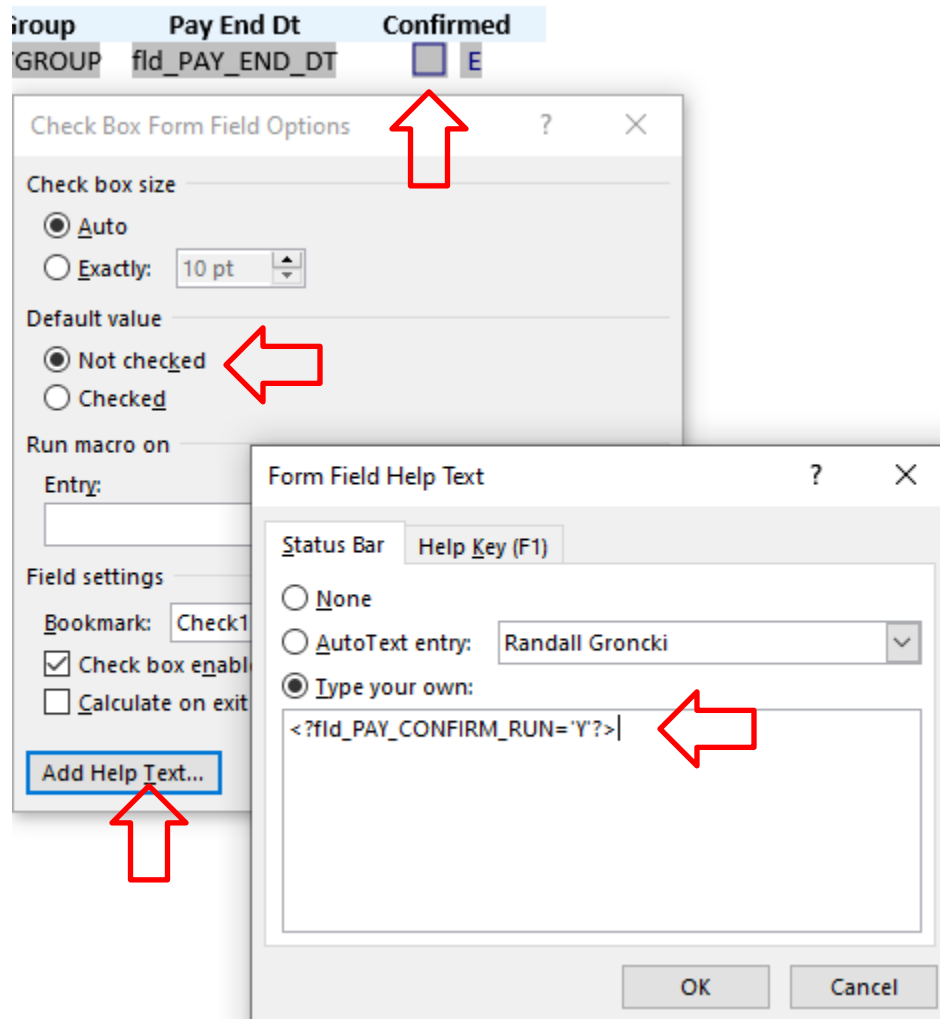 Group Pay End Dt Confirmed
GROUP fld_PAY_END_DT E
Check Box Form Field Options ?
Check box size
Auto
Exactly: 10 pt
Default value
Not checked
Checked
Run macro on
Entry:
Form Field Help Text ?
Status Bar Help Key (F1)
None
AutoText entry: Randall Groncki
Type your own:
<?fld_PAY_CONFIRM_RUN='Y'?>
Field settings
Bookmark: Check1
Check box enabl
Calculate on exit
Add Help Text...
OK Cancel